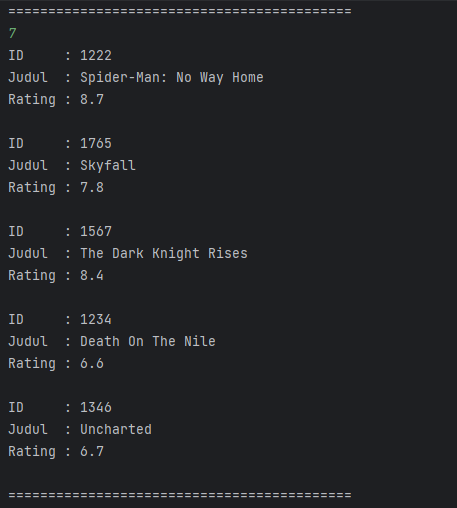 ===========================================
7
ID     : 1222
Judul  : Spider-Man: No Way Home
Rating : 8.7
ID     : 1765
Judul  : Skyfall
Rating : 7.8
ID     : 1567
Judul  : The Dark Knight Rises
Rating : 8.4
ID     : 1234
Judul  : Death On The Nile
Rating : 6.6
ID     : 1346
Judul  : Uncharted
Rating : 6.7
===========================================